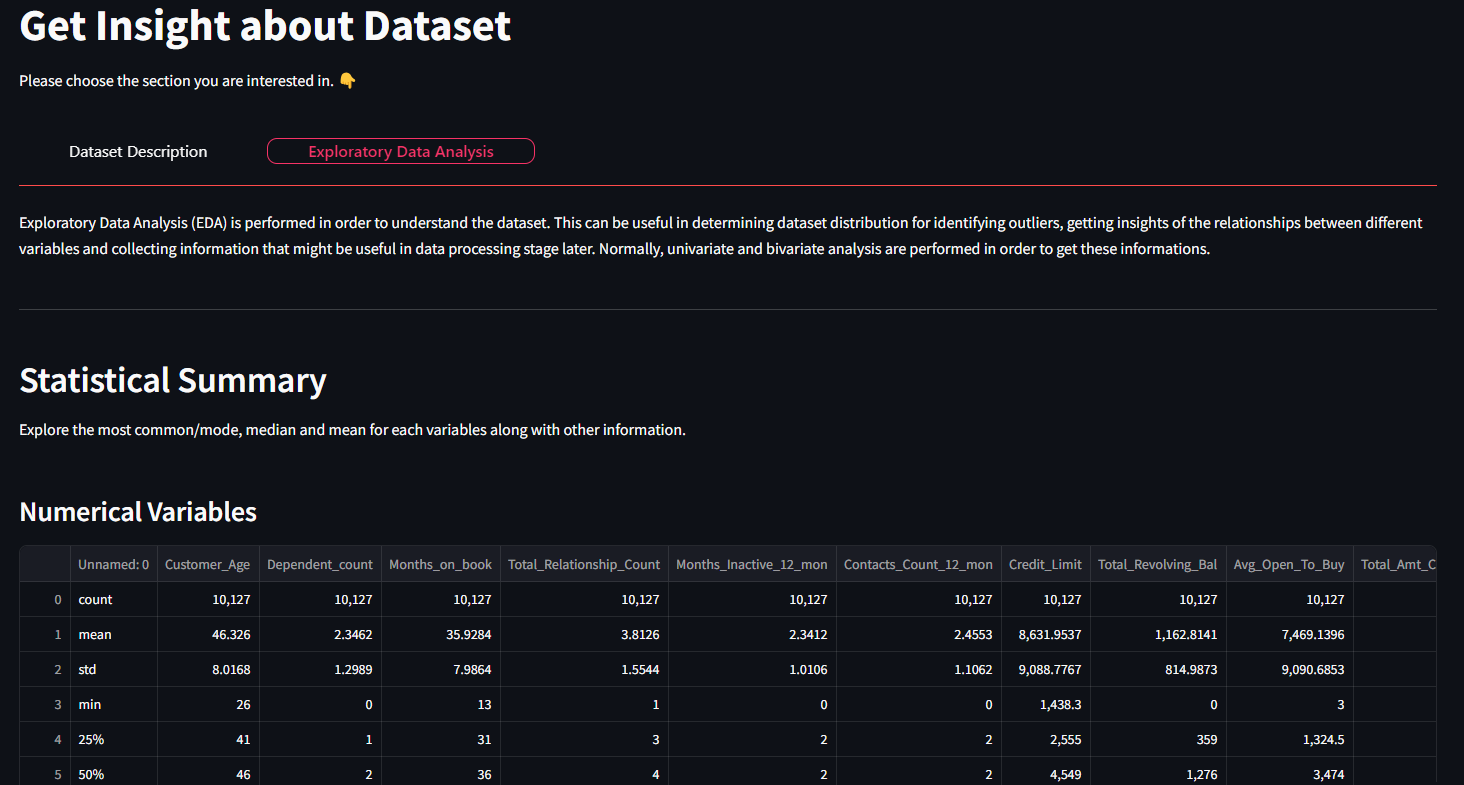 Get Insight about Dataset
Please choose the section you are interested in. 👇
Dataset Description Exploratory Data Analysis
Exploratory Data Analysis (EDA) is performed in order to understand the dataset. This can be useful in determining dataset distribution for identifying outliers, getting insights of the relationships between different
variables and collecting information that might be useful in data processing stage later. Normally, univariate and bivariate analysis are performed in order to get these informations.
Statistical Summary
Explore the most common/mode, median and mean for each variables along with other information.
Numerical Variables
Unnamed: 0 Customer_Age Dependent_count Months_on_book Total_Relationship_Count Months_Inactive_12_mon Contacts_Count_12_mon Credit_Limit Total_Revolving_Bal Avg_Open_To_Buy Total_Amt_C
0 count 10,127 10,127 10,127 10,127 10,127 10,127 10,127 10,127 10,127
1 mean 46.326 2.3462 35.9284 3.8126 2.3412 2.4553 8,631.9537 1,162.8141 7,469.1396
2 std 8.0168 1.2989 7.9864 1.5544 1.0106 1.1062 9,088.7767 814.9873 9,090.6853
3 min 26 0 13 1 0 0 1,438.3 0 3
4 25% 41 1 31 3 2 2 2,555 359 1,324.5
5 50% 46 2 36 4 2 2 4,549 1,276 3,474